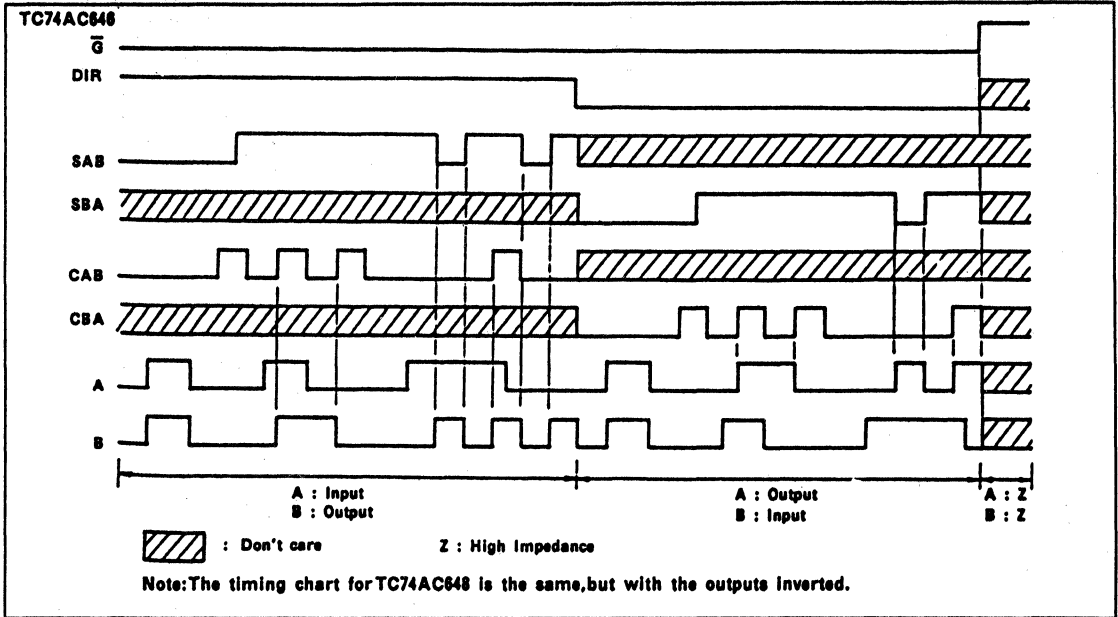 TC74AC646
G
DIR
SAB
SBA
CAB
CBA
A
B
A : Input
B : Output
A : Output
B : Input
A : Z
B : Z
: Don't care
Z : High Impedance
Note:The timing chart for TC74AC648 is the same,but with the outputs inverted.